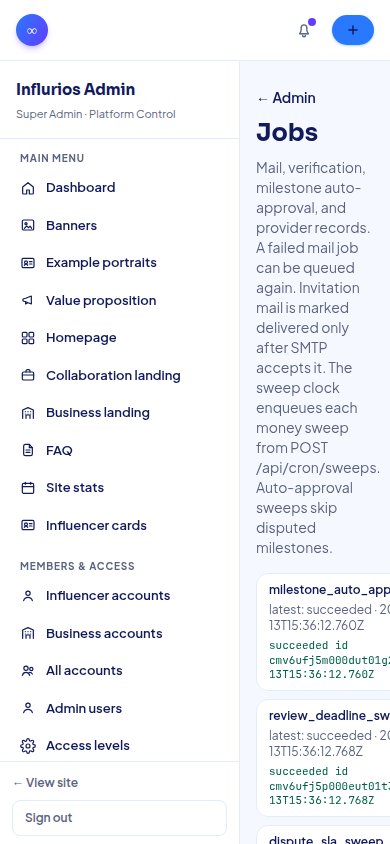 Influrios Admin
Super Admin · Platform Control
MAIN MENU
Dashboard
Banners
Example portraits
Value proposition
Homepage
Collaboration landing
Business landing
FAQ
Site stats
Influencer cards
MEMBERS & ACCESS
Influencer accounts
Business accounts
All accounts
Admin users
Access levels
← View site
Sign out
← Admin
Jobs
Mail, verification,
milestone auto-
approval, and
provider records.
A failed mail job
can be queued
again. Invitation
mail is marked
delivered only
after SMTP
accepts it. The
sweep clock
enqueues each
money sweep
from POST
/api/cron/sweeps.
Auto-approval
sweeps skip
disputed
milestones.
milestone_auto_app
latest: succeeded · 20
13T15:36:12.760Z
succeeded id
cmv6ufj5m000dut01g
13T15:36:12.760Z
review_deadline_sw
latest: succeeded · 20
13T15:36:12.768Z
succeeded id
cmv6ufj5p000eut01t
13T15:36:12.768Z
dispute_sla_sweep